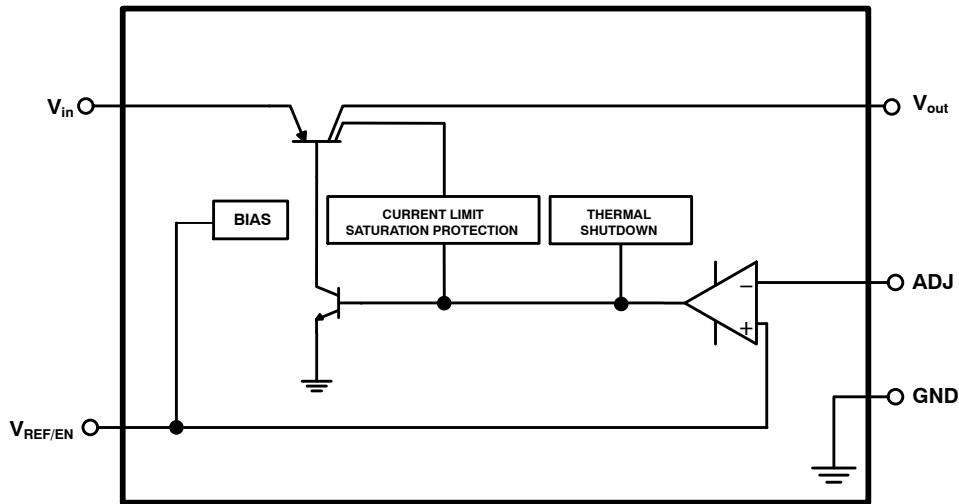 Vin
Vout
BIAS
CURRENT LIMIT
SATURATION PROTECTION
THERMAL
SHUTDOWN
−
+
ADJ
GND
VREF/EN